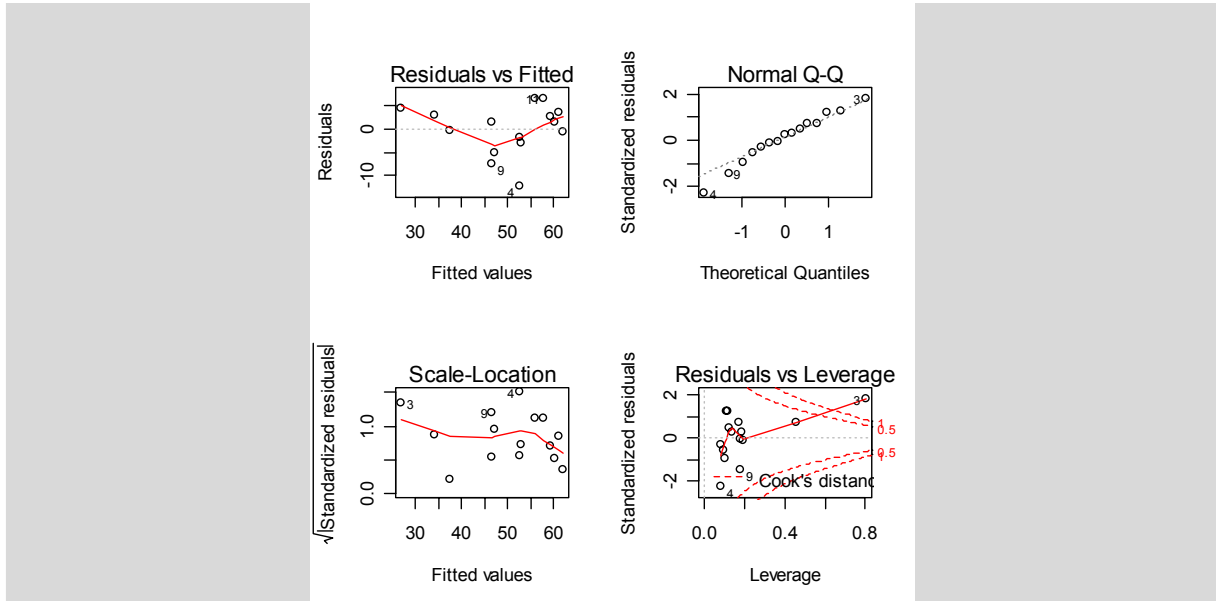 Residuals vs Fitted
Residuals
0
-10
11
9
4
30 40 50 60
Fitted values
Normal Q-Q
Standardized residuals
2
0
-2
3
9
4
-1 0 1
Theoretical Quantiles
Scale-Location
√|Standardized residuals|
1.0
0.0
3
4
9
30 40 50 60
Fitted values
Residuals vs Leverage
Standardized residuals
2
0
-2
3
1
0.5
0.5
1
9
4
Cook's distanc
0.0 0.4 0.8
Leverage